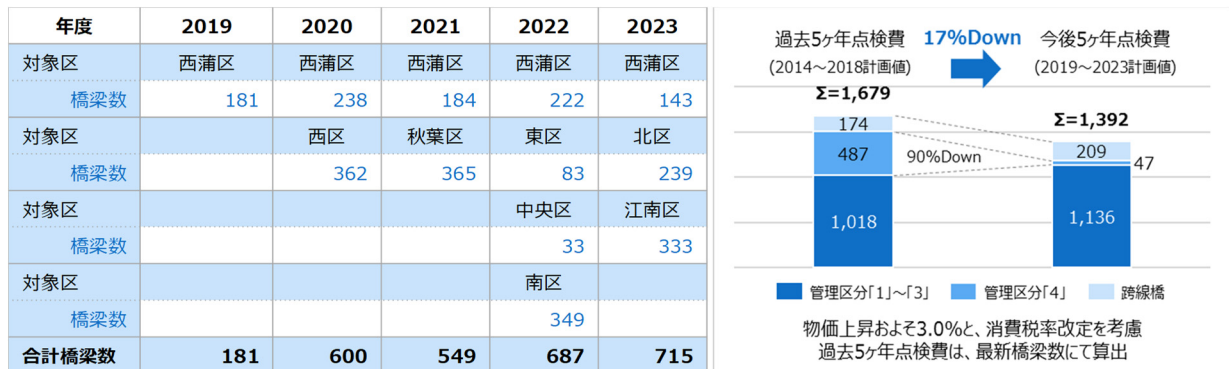 年度 2019 2020 2021 2022 2023
対象区 西蒲区 西蒲区 西蒲区 西蒲区 西蒲区
橋梁数 181 238 184 222 143
対象区 西区 秋葉区 東区 北区
橋梁数 362 365 83 239
対象区 中央区 江南区
橋梁数 33 333
対象区 南区
橋梁数 349
合計橋梁数 181 600 549 687 715
過去5ヶ年点検費 17%Down 今後5ヶ年点検費
(2014～2018計画値) (2019～2023計画値)
Σ=1,679
Σ=1,392
174
209
487
90%Down
47
1,018
1,136
管理区分「1」～「3」 管理区分「4」 跨線橋
物価上昇およそ3.0%と、消費税率改定を考慮
過去5ヶ年点検費は、最新橋梁数にて算出